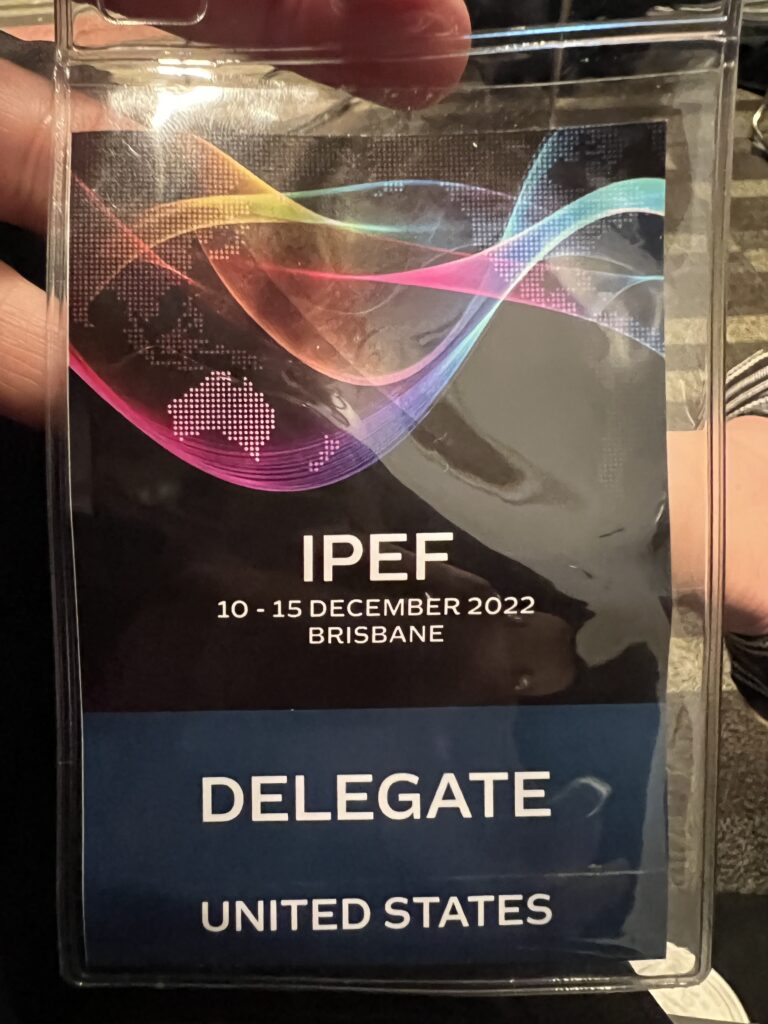 IPEF
10 - 15 DECEMBER 2022
BRISBANE
DELEGATE
UNITED STATES